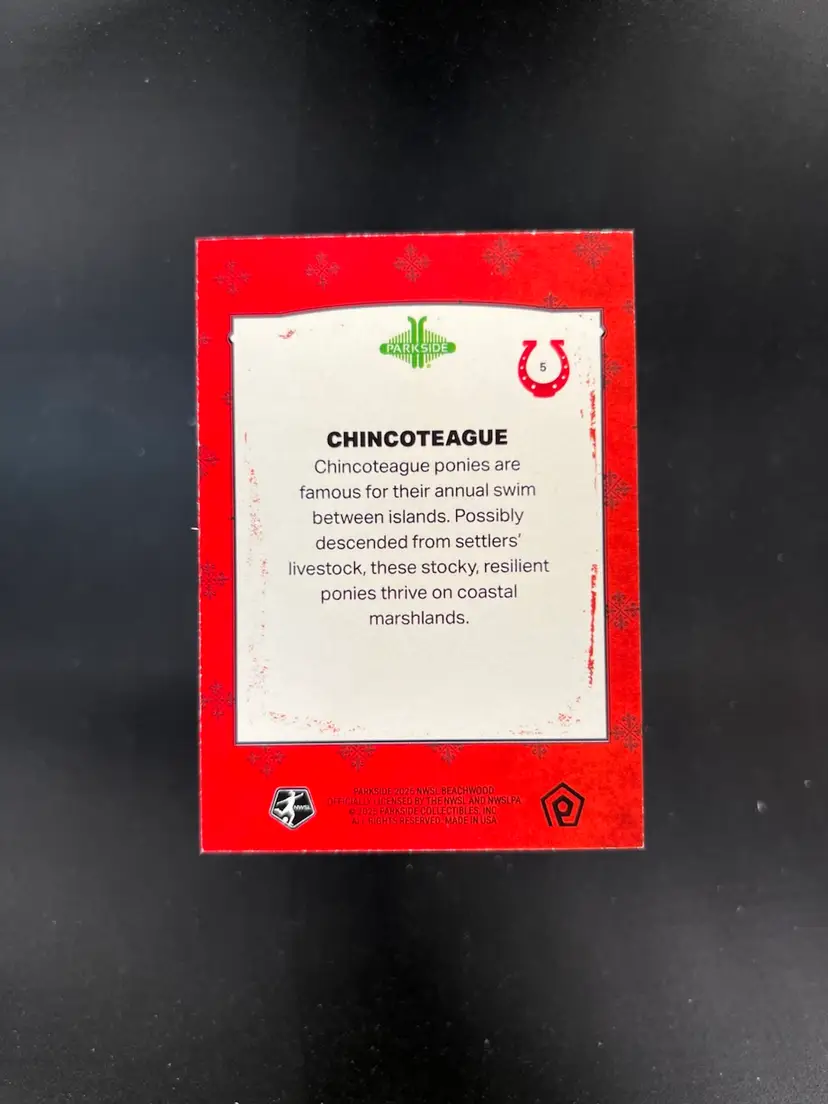 PARKSIDE
5
CHINCOTEAGUE
Chincoteague ponies are
famous for their annual swim
between islands. Possibly
descended from settlers'
livestock, these stocky, resilient
ponies thrive on coastal
marshlands.
NWSL
PARKSIDE 2025 NWSL BEACHWOOD
OFFICIALLY LICENSED BY THE NWSL AND NWSLPA
© 2025 PARKSIDE COLLECTIBLES, INC
ALL RIGHTS RESERVED. MADE IN USA